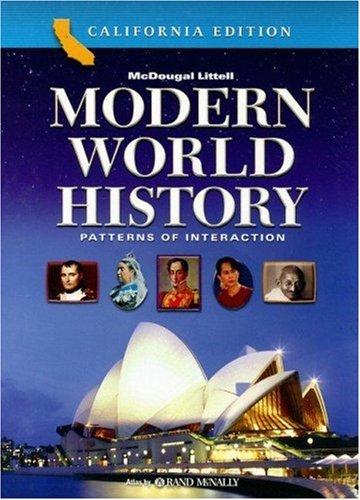 CALIFORNIA EDITION
McDougal Littell
MODERN
WORLD
HISTORY
PATTERNS OF INTERACTION
Atlas by RAND MCNALLY